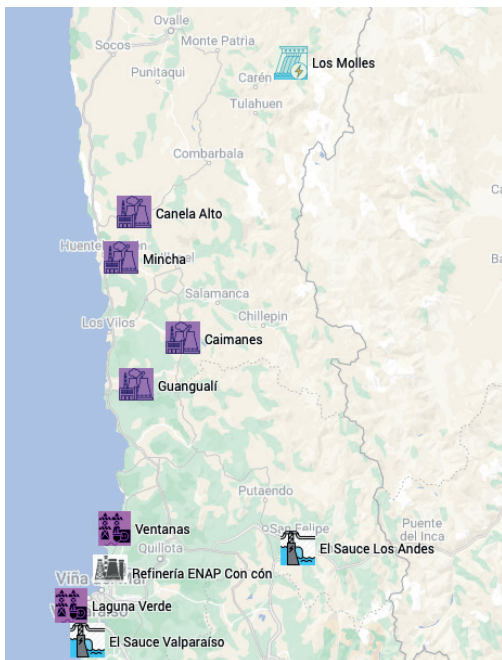 Ovalle
Socos
Monte Patria
Los Molles
Punitaqui
Carén
Tulahuen
Combarbala
Canela Alto
Mincha
Salamanca
Chillepin
Los Vilos
Caimanes
Guangualí
Putaendo
Ventanas
San Felipe
Puente
del Inca
El Sauce Los Andes
Quillota
Refinería ENAP Con cón
Laguna Verde
El Sauce Valparaíso